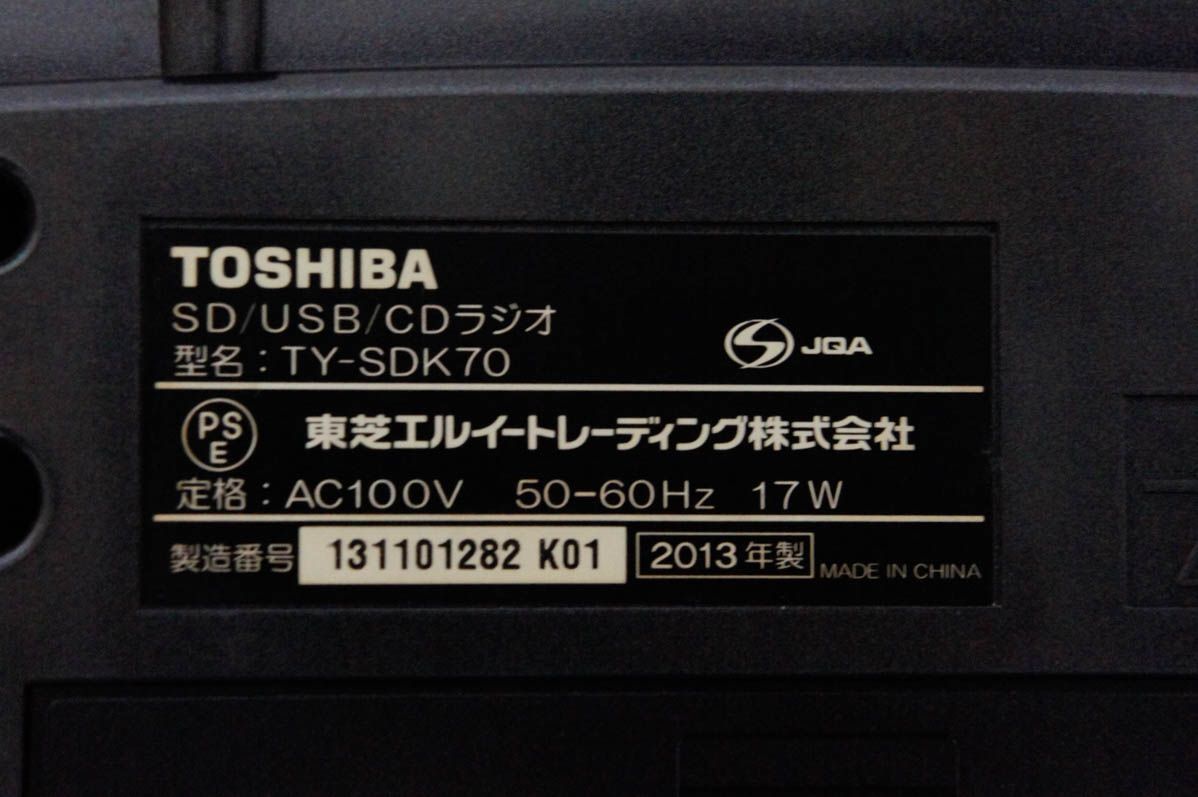 TOSHIBA
SD/USB/CDラジオ
型名：TY-SDK70
JQA
PS
E
東芝エルイートレーディング株式会社
定格：AC100V 50-60Hz 17W
製造番号 131101282 K01 2013年製 MADE IN CHINA